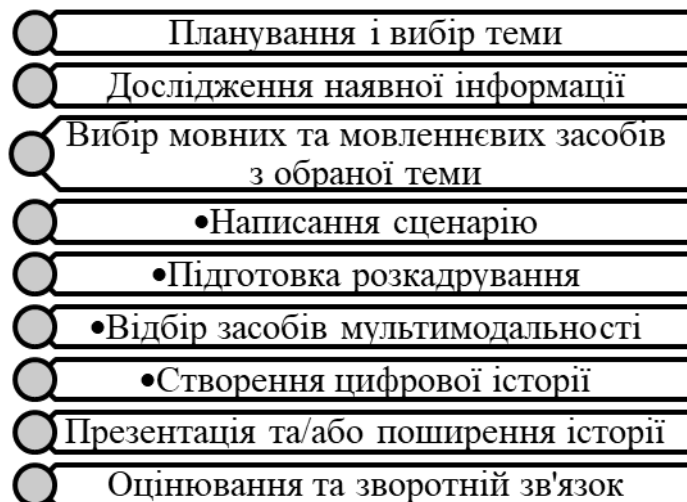 Планування і вибір теми
Дослідження наявної інформації
Вибір мовних та мовленнєвих засобів
з обраної теми
•Написання сценарію
•Підготовка розкадрування
•Відбір засобів мультимодальності
•Створення цифрової історії
Презентація та/або поширення історії
Оцінювання та зворотній зв'язок